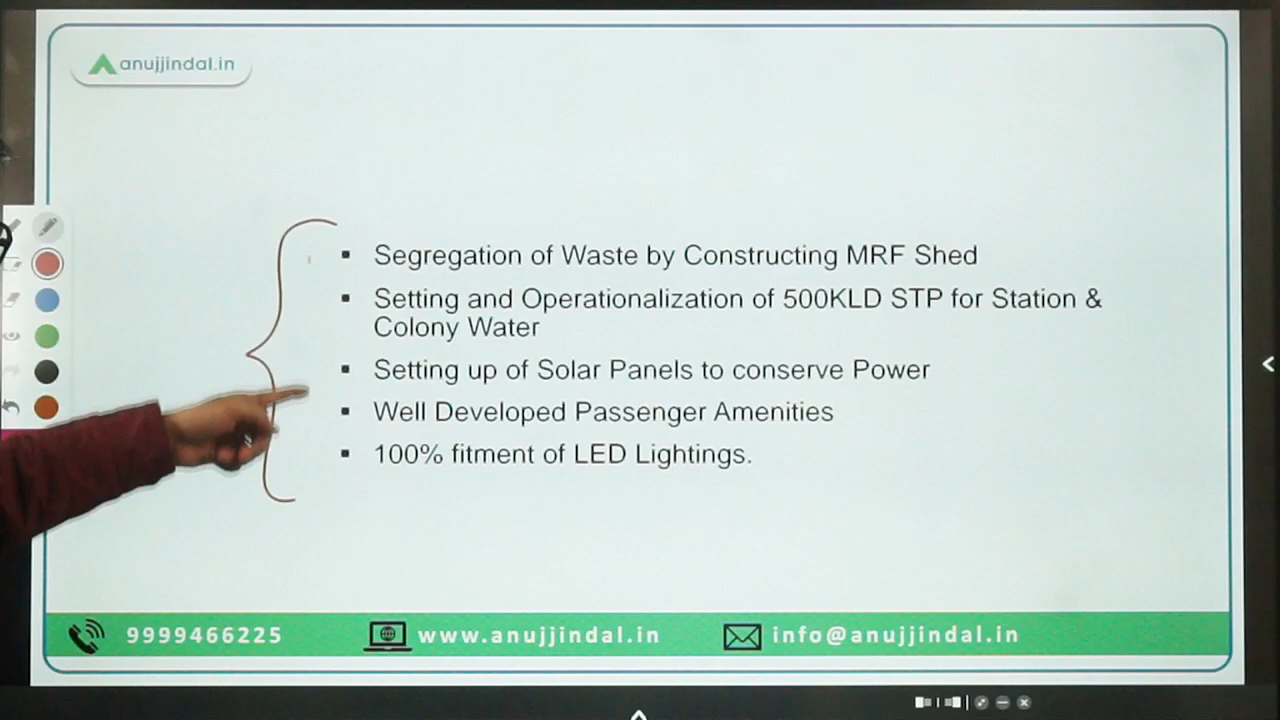 anujjindal.in
▪ Segregation of Waste by Constructing MRF Shed
▪ Setting and Operationalization of 500KLD STP for Station &
Colony Water
▪ Setting up of Solar Panels to conserve Power
▪ Well Developed Passenger Amenities
▪ 100% fitment of LED Lightings.
9999466225 www.anujjindal.in info@anujjindal.in